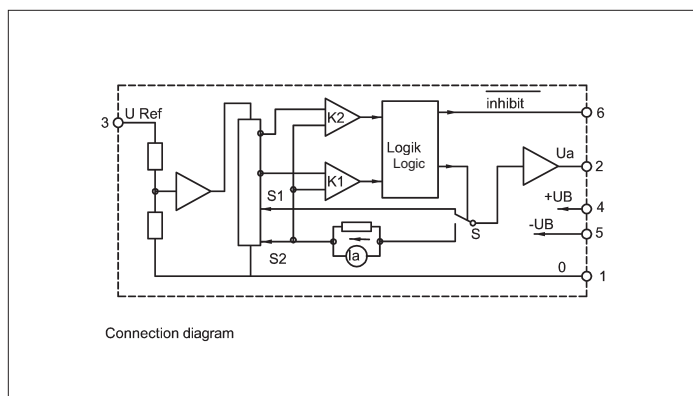 inhibit
U Ref
3
K2
6
Logik
Logic
Ua
2
K1
S1
+UB
4
S
-UB
5
S2
Ia
0
1
Connection diagram